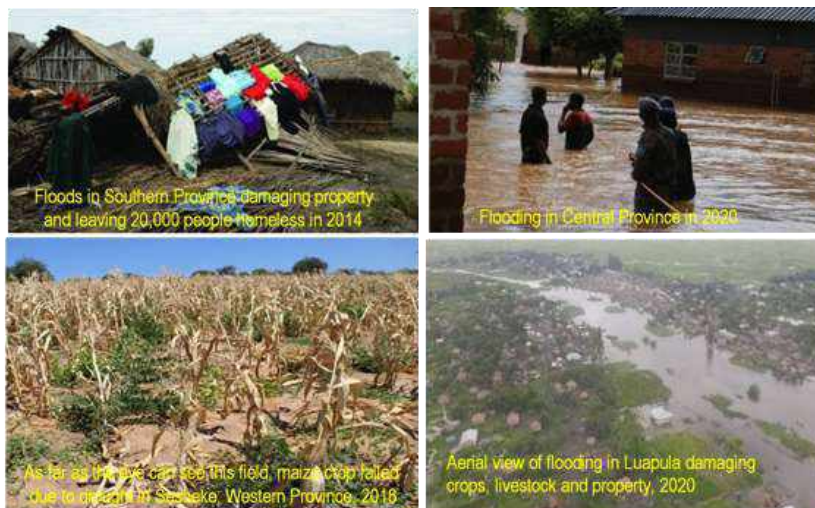 Floods in Southern Province damaging property
and leaving 20,000 people homeless in 2014
Flooding in Central Province in 2020
As far as the eye can see this field, maize crop failed
due to drought in Sesheke, Western Province, 2018
Aerial view of flooding in Luapula damaging
crops, livestock and property, 2020